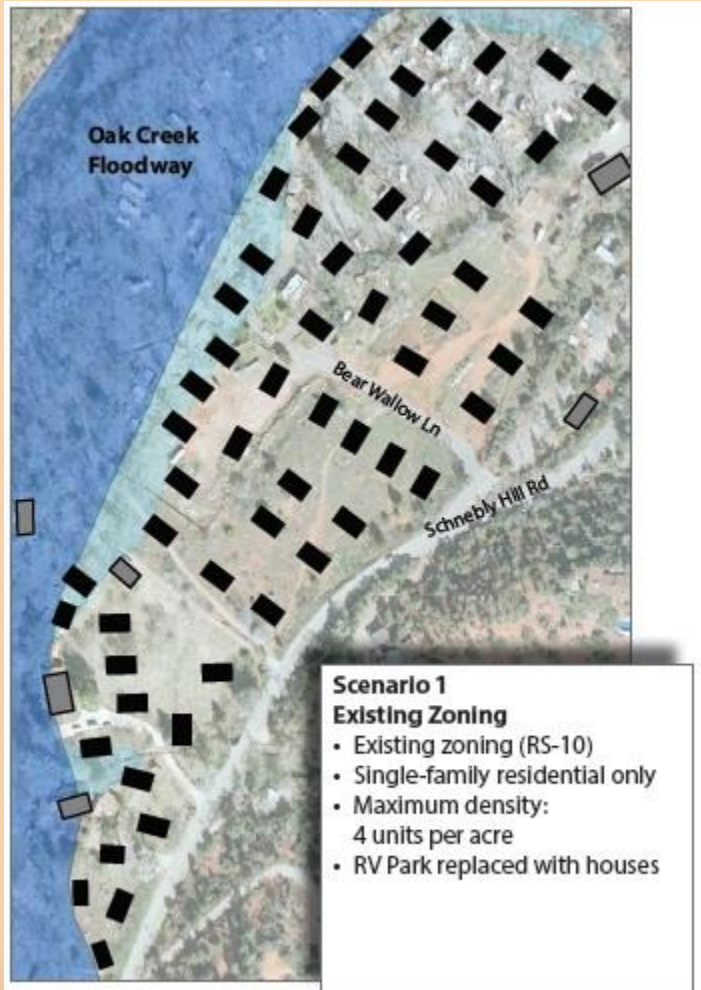 Oak Creek
Floodway
Bear Wallow Ln
Schnebly Hill Rd
Scenario 1
Existing Zoning
• Existing zoning (RS-10)
• Single-family residential only
• Maximum density:
4 units per acre
• RV Park replaced with houses